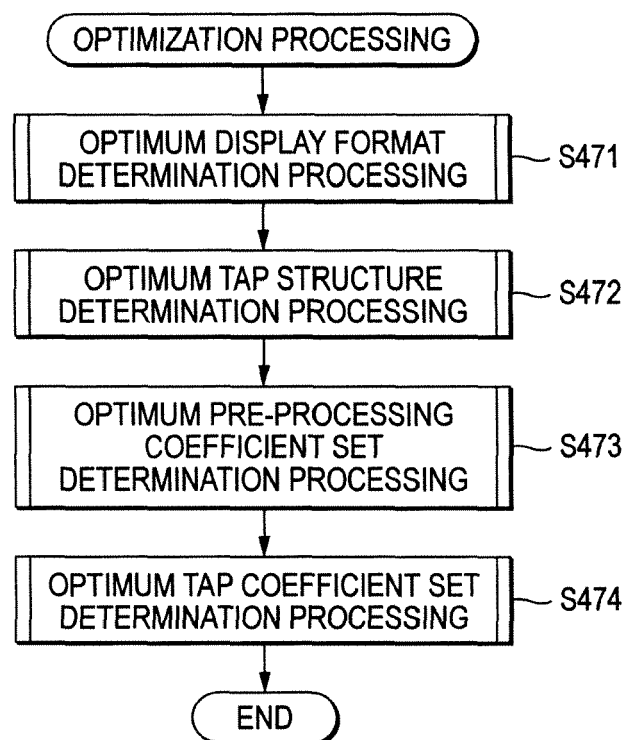 OPTIMIZATION PROCESSING
OPTIMUM DISPLAY FORMAT
DETERMINATION PROCESSING
S471
OPTIMUM TAP STRUCTURE
DETERMINATION PROCESSING
S472
OPTIMUM PRE-PROCESSING
COEFFICIENT SET
DETERMINATION PROCESSING
S473
OPTIMUM TAP COEFFICIENT SET
DETERMINATION PROCESSING
S474
END